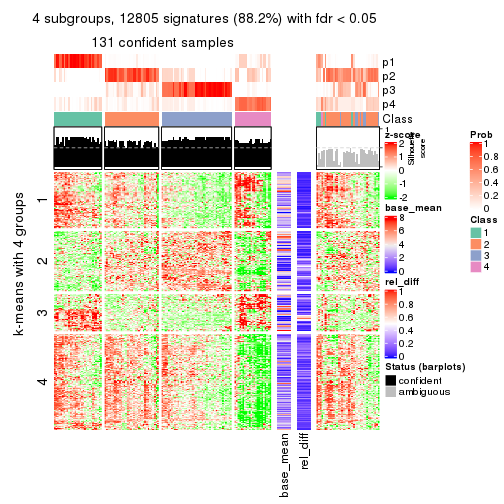 4 subgroups, 12805 signatures (88.2%) with fdr < 0.05
131 confident samples
p1
p2
p3
p4
Class
1
Silhouette
score
z-score
2
1
0
-1
-2
base_mean
8
6
4
2
0
rel_diff
1
0.8
0.6
0.4
0.2
0
Status (barplots)
confident
ambiguous
Prob
1
0.8
0.6
0.4
0.2
0
Class
1
2
3
4
k-means with 4 groups
1
2
3
4
base_mean
rel_diff